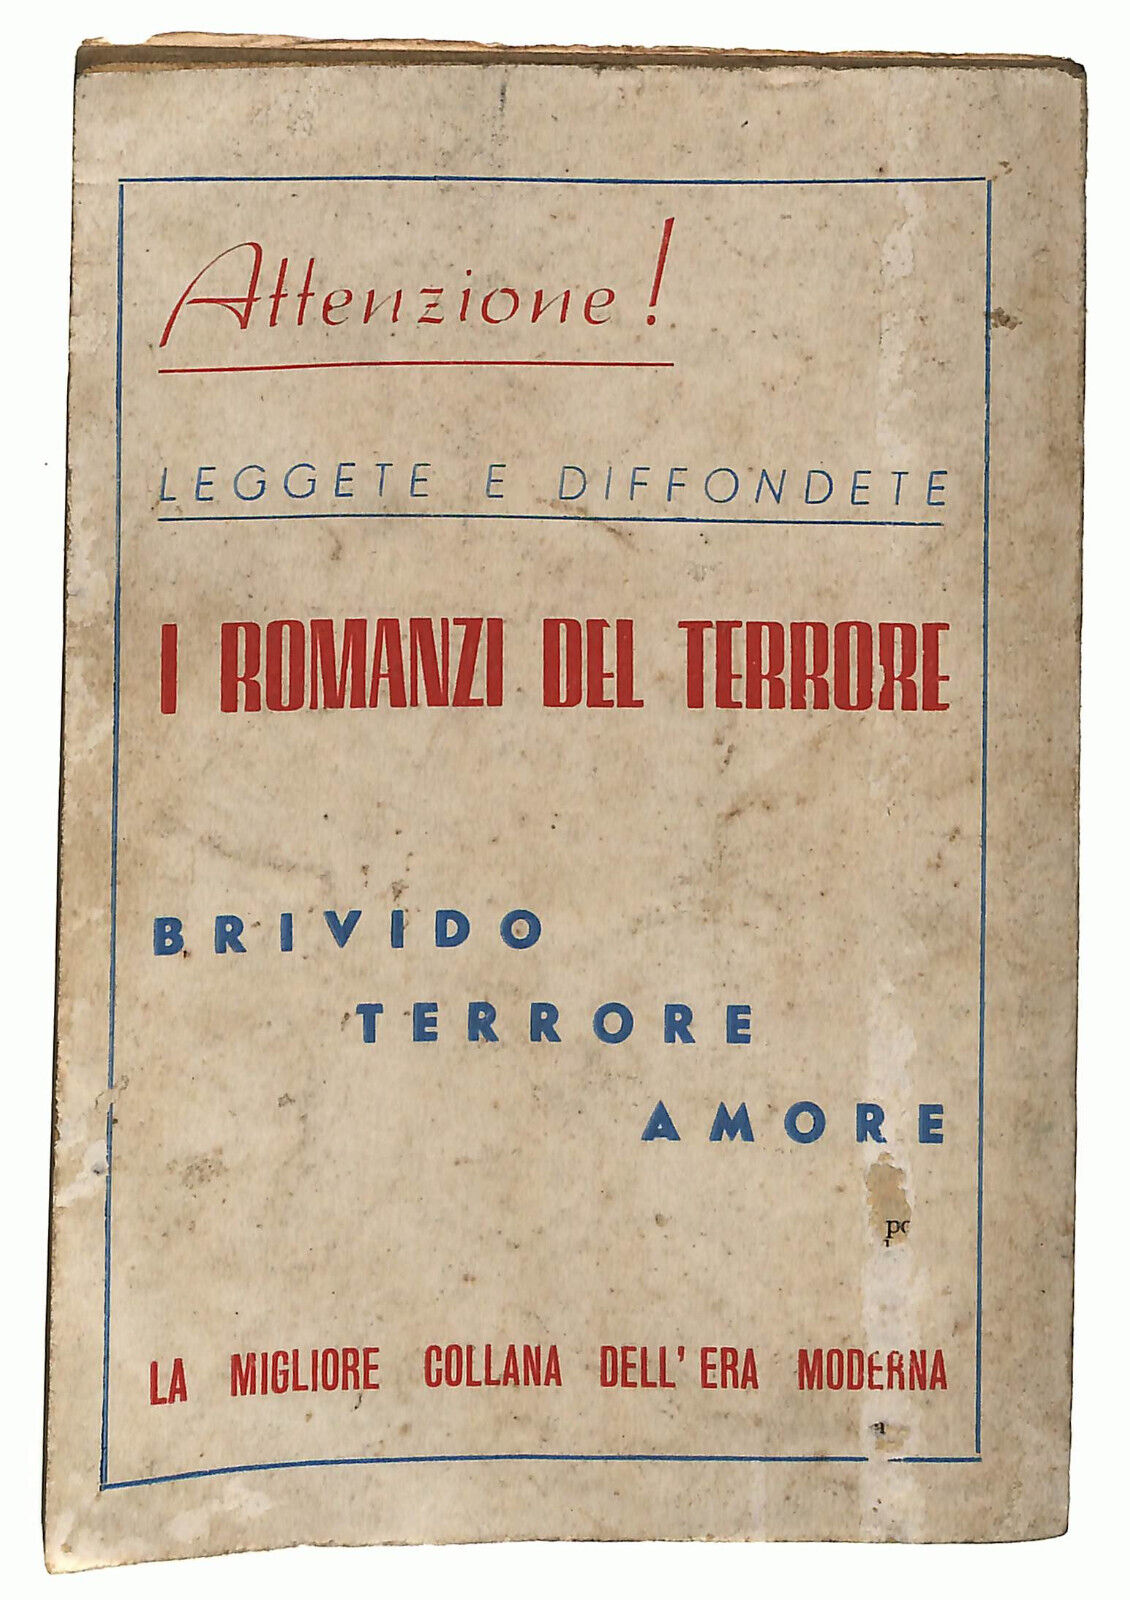 Attenzione!
LEGGETE E DIFFONDETE
I ROMANZI DEL TERRORE
BRIVIDO
TERRORE
AMORE
LA MIGLIORE COLLANA DELL'ERA MODERNA